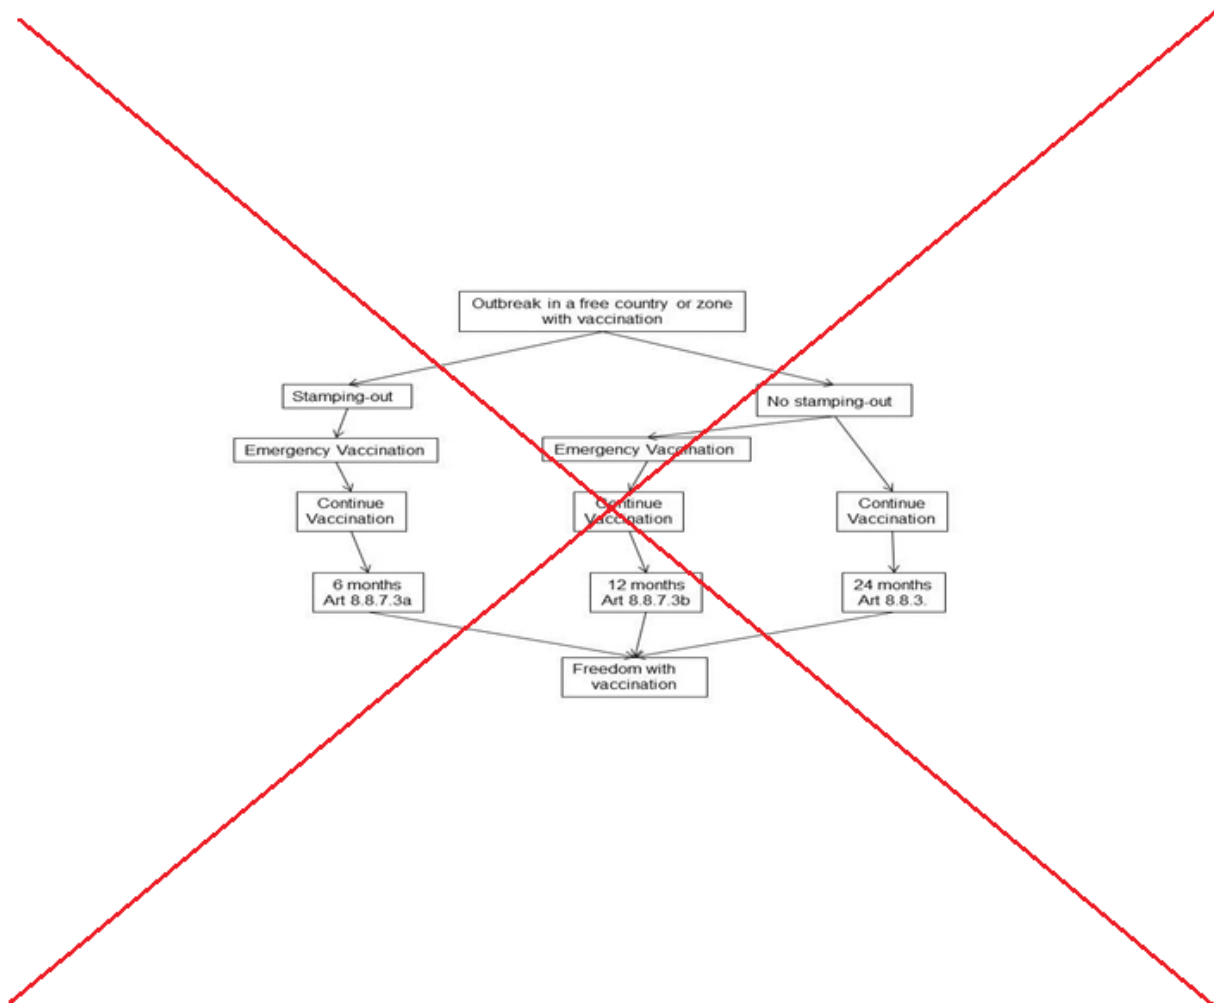 Outbreak in a free country or zone
with vaccination
Stamping-out
No stamping-out
Emergency Vaccination
Emergency Vaccination
Continue
Vaccination
Continue
Vaccination
Continue
Vaccination
6 months
Art 8.8.7.3a
12 months
Art 8.8.7.3b
24 months
Art 8.8.3.
Freedom with
vaccination